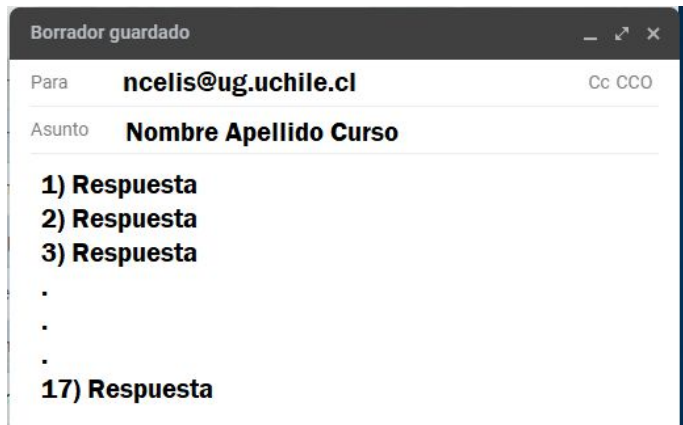 Borrador guardado
Para ncelis@ug.uchile.cl Cc CCO
Asunto Nombre Apellido Curso
1) Respuesta
2) Respuesta
3) Respuesta
.
.
.
17) Respuesta